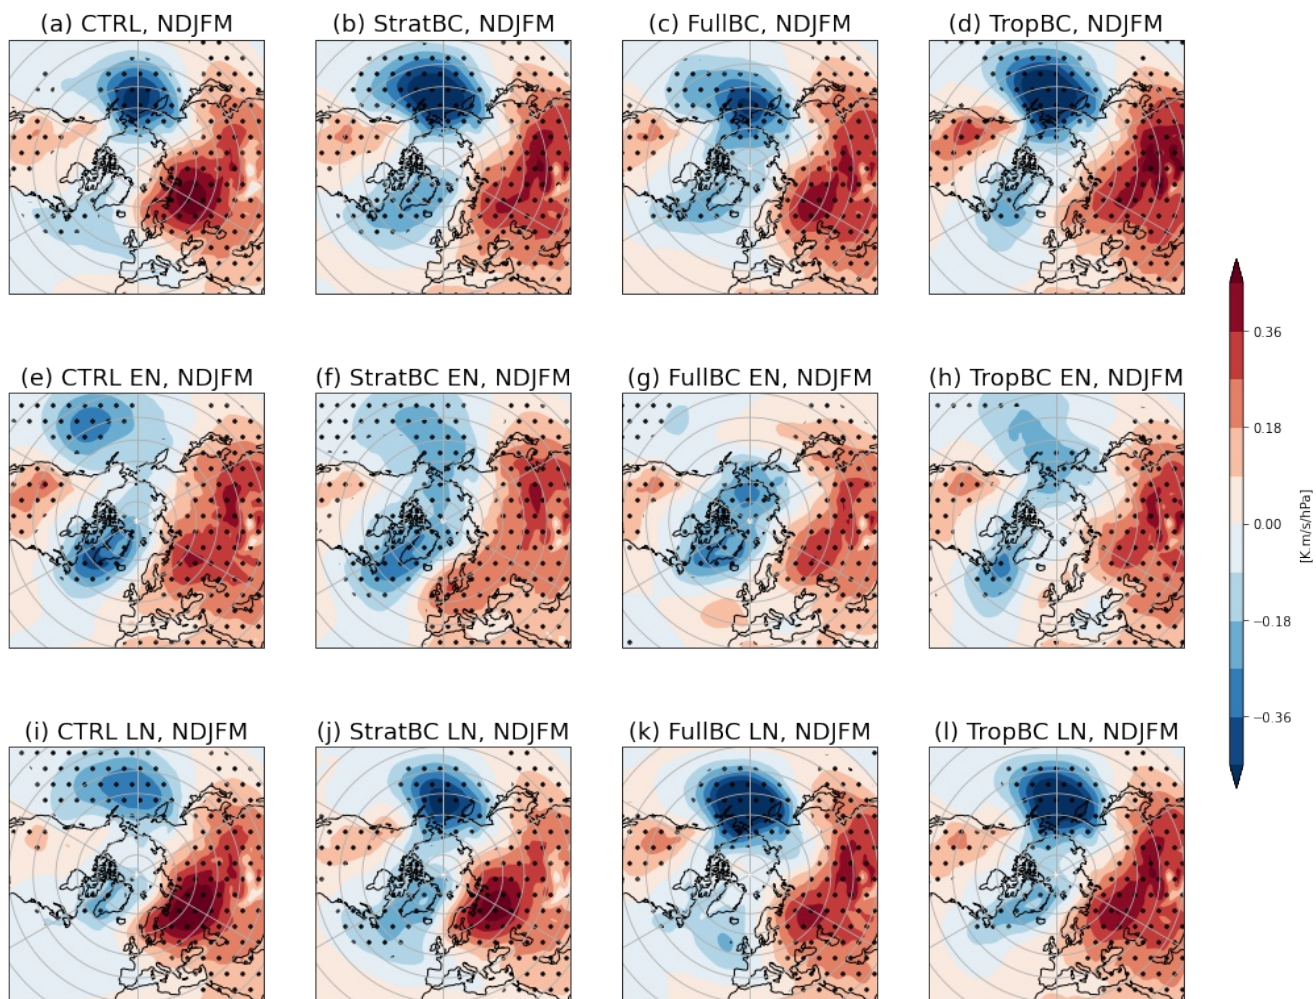 (a) CTRL, NDJFM
(b) StratBC, NDJFM
(c) FullBC, NDJFM
(d) TropBC, NDJFM
(e) CTRL EN, NDJFM
(f) StratBC EN, NDJFM
(g) FullBC EN, NDJFM
(h) TropBC EN, NDJFM
(i) CTRL LN, NDJFM
(j) StratBC LN, NDJFM
(k) FullBC LN, NDJFM
(l) TropBC LN, NDJFM
0.36
0.18
0.00
−0.18
−0.36
[K.m/s/hPa]